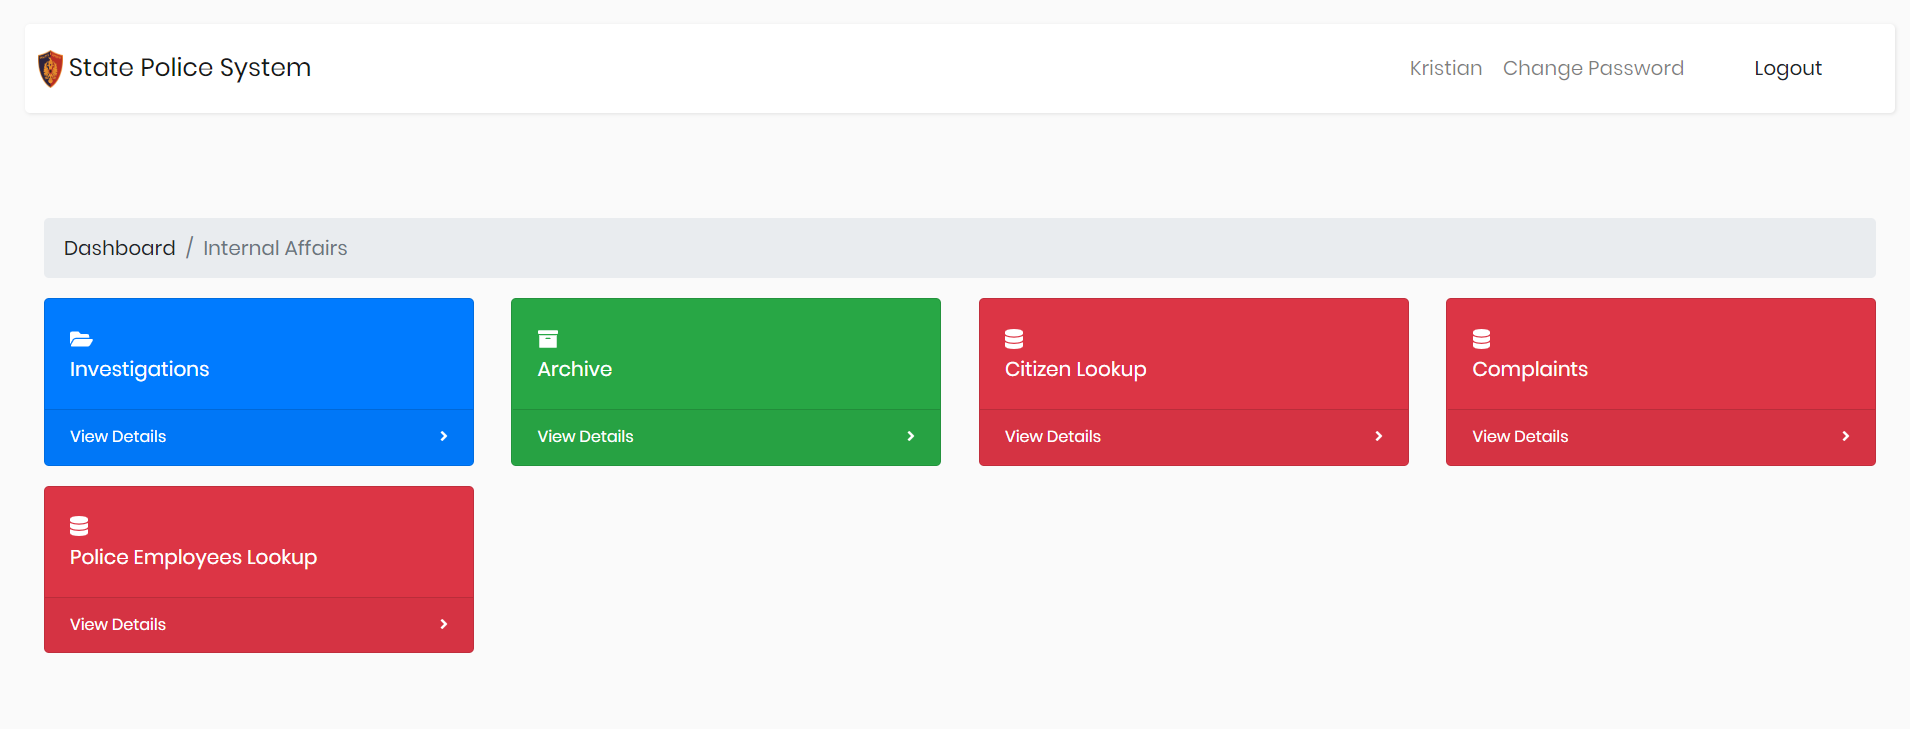 State Police System
Kristian Change Password Logout
Dashboard / Internal Affairs
Investigations
View Details
Archive
View Details
Citizen Lookup
View Details
Complaints
View Details
Police Employees Lookup
View Details